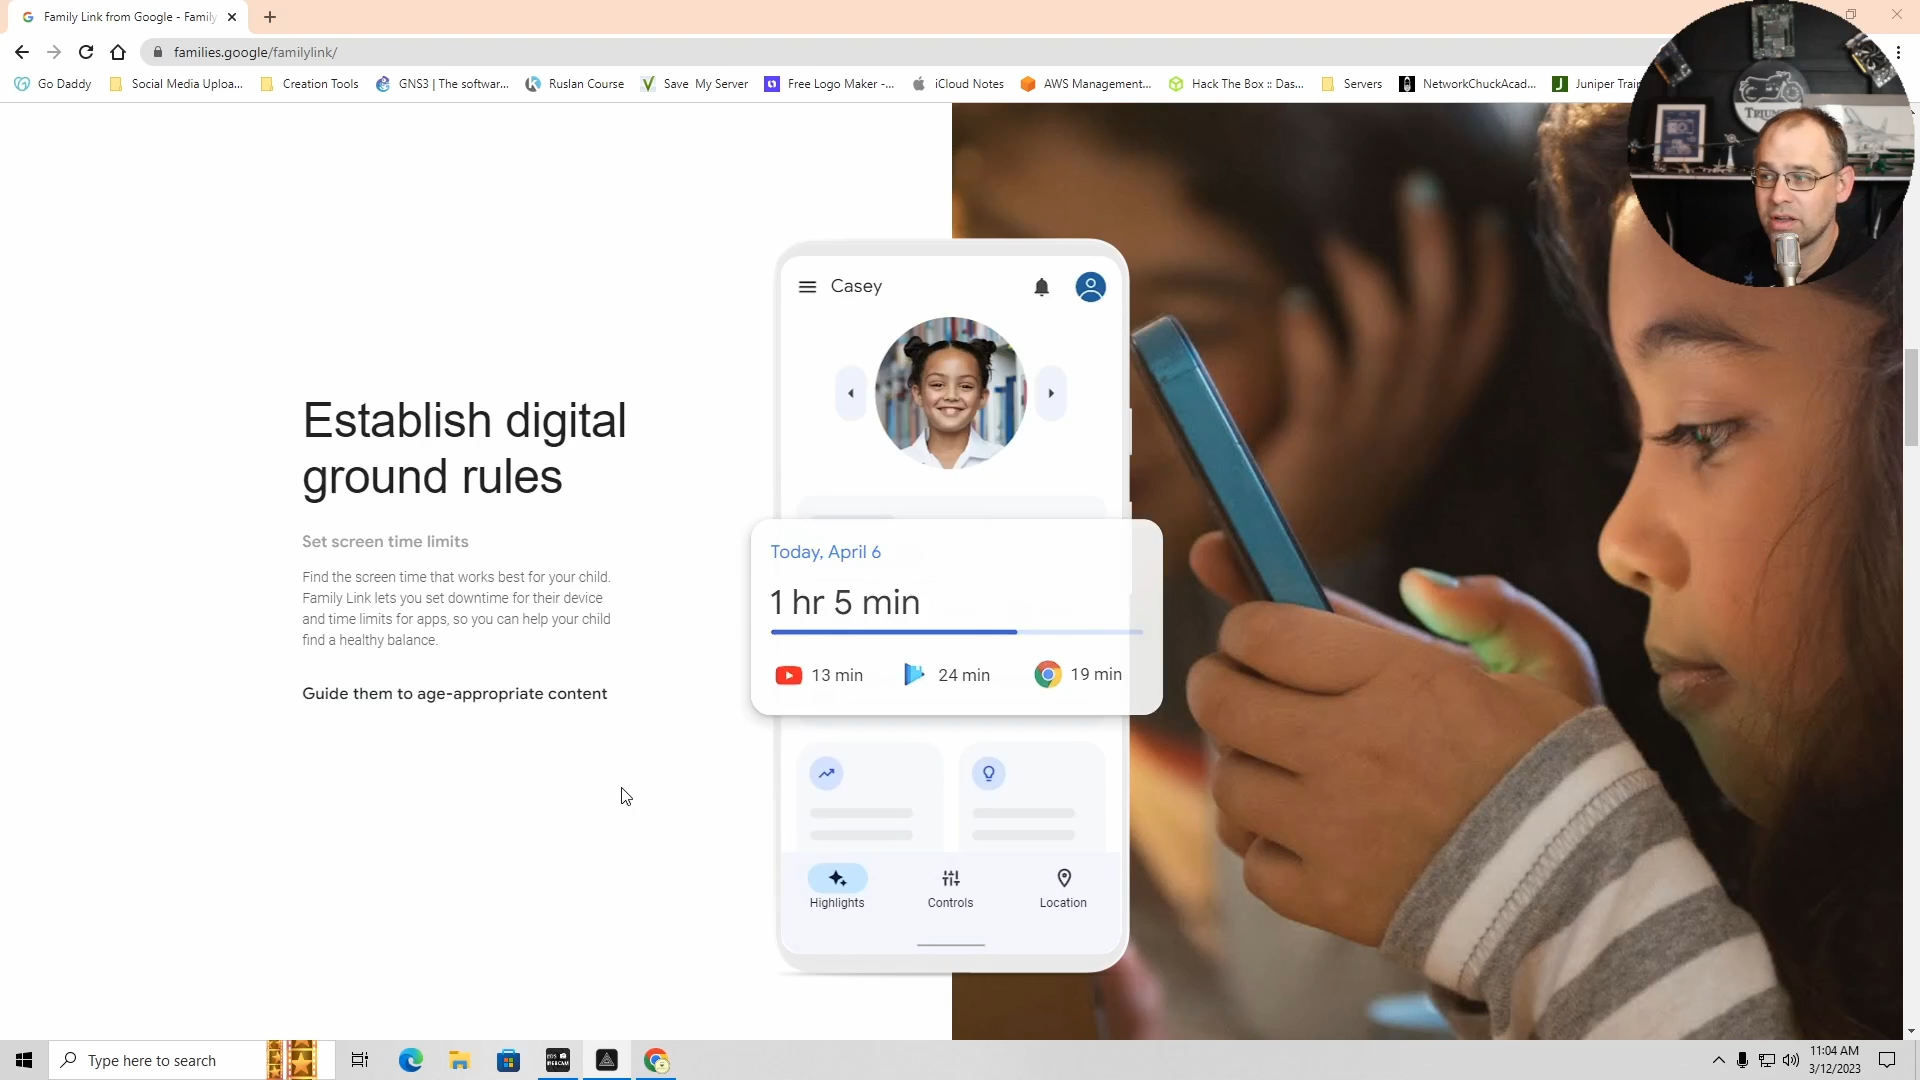 Family Link from Google - Family
families.google/familylink/
Go Daddy
Social Media Uploa...
Creation Tools
GNS3 | The softwar...
Ruslan Course
Save My Server
Free Logo Maker -...
iCloud Notes
AWS Management...
Hack The Box :: Das...
Servers
NetworkChuckAcad...
Juniper Trai
Casey
Establish digital
ground rules
Set screen time limits
Find the screen time that works best for your child.
Family Link lets you set downtime for their device
and time limits for apps, so you can help your child
find a healthy balance.
Guide them to age-appropriate content
Today, April 6
1 hr 5 min
13 min
24 min
19 min
Highlights
Controls
Location
Type here to search
EOS
WEBCAM
11:04 AM
3/12/2023